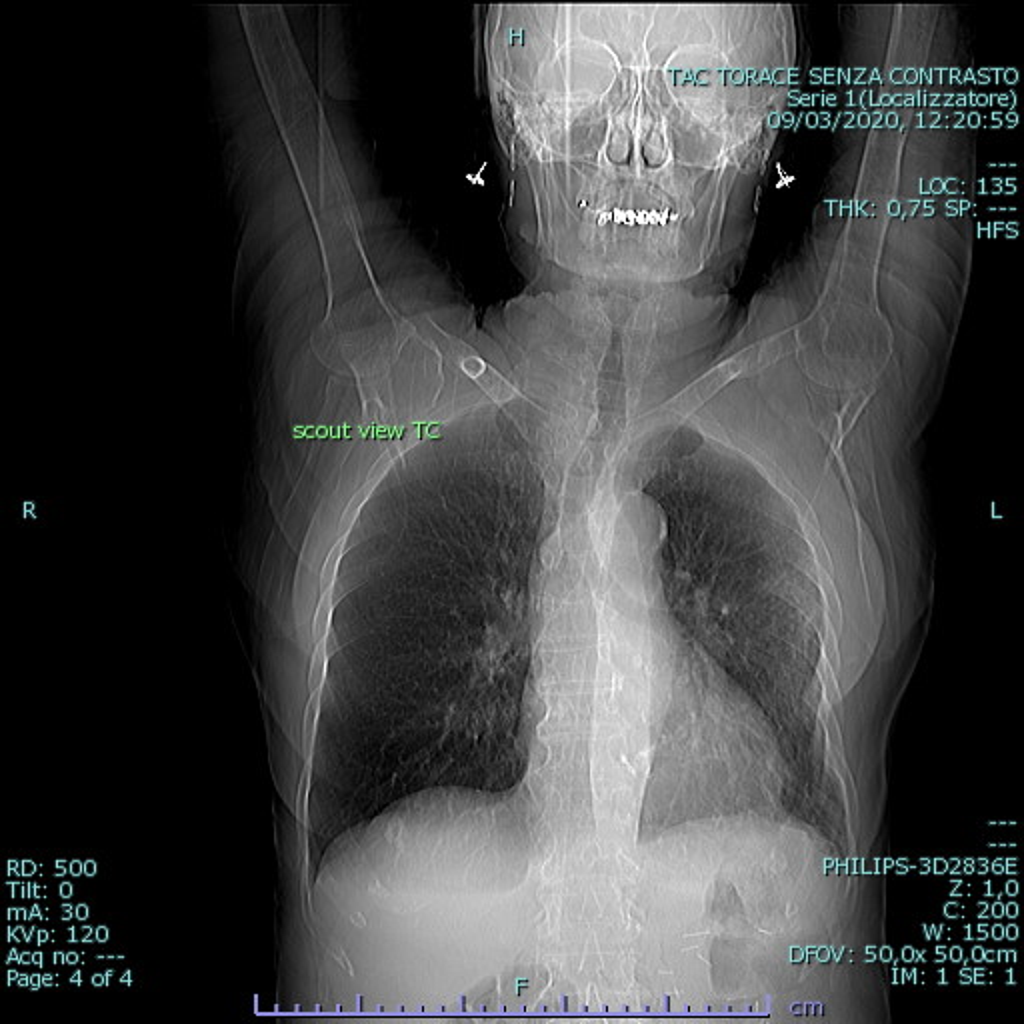 H
TAC TORACE SENZA CONTRASTO
Serie 1(Localizzatore)
09/03/2020, 12:20:59
---
LOC: 135
THK: 0,75 SP: ---
HFS
scout view TC
R
L
---
---
RD: 500
Tilt: 0
mA: 30
KVp: 120
Acq no: ---
Page: 4 of 4
PHILIPS-3D2836E
Z: 1,0
C: 200
W: 1500
DFOV: 50,0x 50,0cm
IM: 1 SE: 1
F
cm